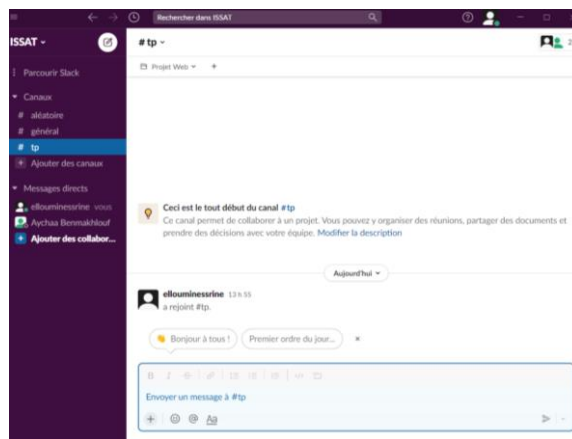 Rechercher dans ISSAT
ISSAT
# tp
Projet Web
+
Parcourir Slack
Canaux
# aléatoire
# général
# tp
+ Ajouter des canaux
Messages directs
ellouminessrine vous
Aychaa Benmakhlouf
+ Ajouter des collabor...
Ceci est le tout début du canal #tp
Ce canal permet de collaborer à un projet. Vous pouvez y organiser des réunions, partager des documents et
prendre des décisions avec votre équipe. Modifier la description
Aujourd'hui
ellouminessrine 13 h 55
a rejoint #tp.
Bonjour à tous !
Premier ordre du jour...
B I S
Envoyer un message à #tp
+ @ Aa